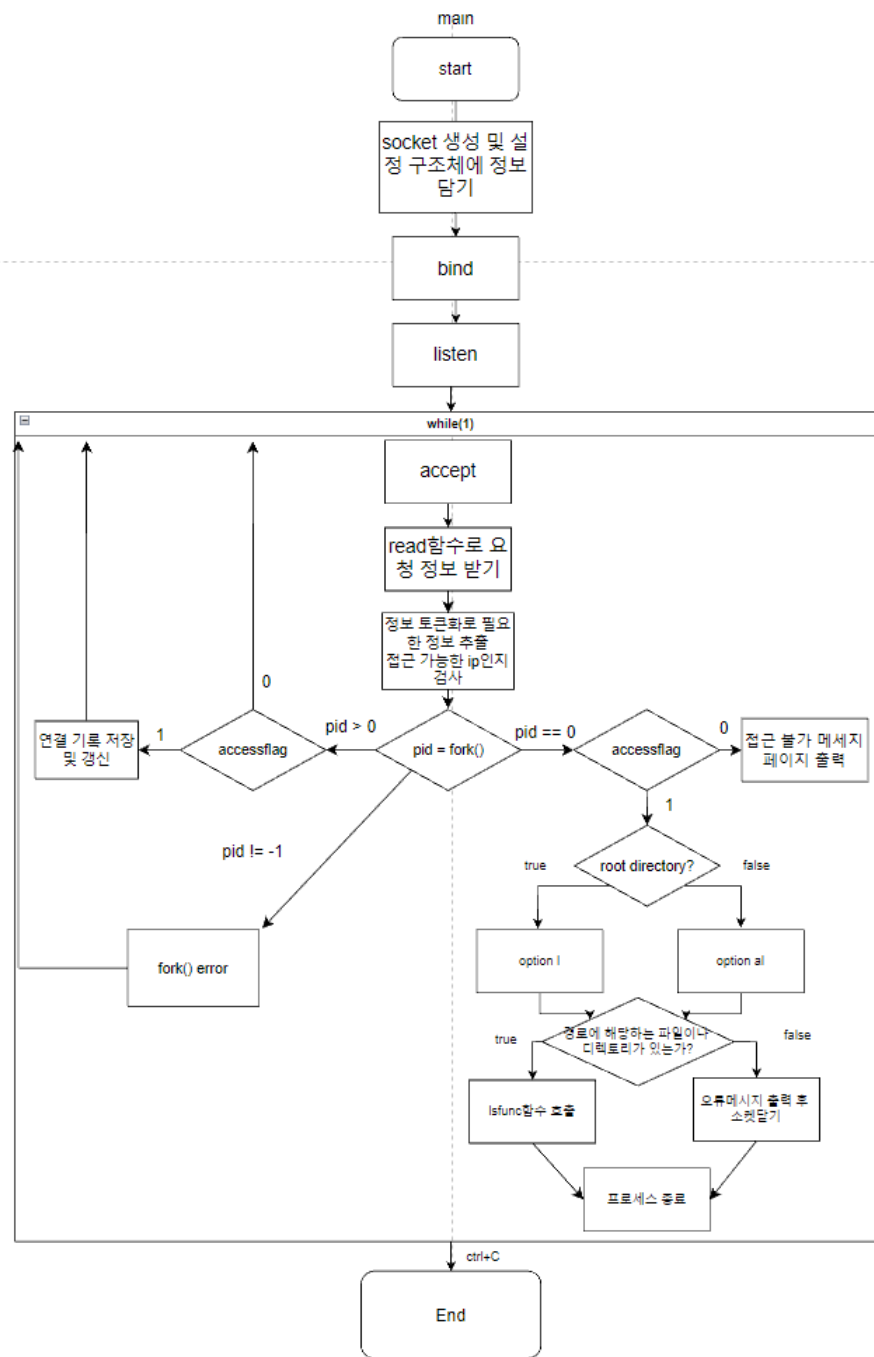 main
start
socket 생성 및 설
정 구조체에 정보
담기
bind
listen
while(1)
accept
read함수로 요
청 정보 받기
정보 토큰화로 필요
한 정보 추출
접근 가능한 ip인지
검사
0
연결 기록 저장
및 갱신
1
accessflag
pid > 0
pid = fork()
pid == 0
accessflag
0
접근 불가 메세지
페이지 출력
1
pid != -1
true
root directory?
false
fork() error
option l
option al
true
경로에 해당하는 파일이나
디렉토리가 있는가?
false
lsfunc함수 호출
오류메시지 출력 후
소켓닫기
프로세스 종료
ctrl+C
End